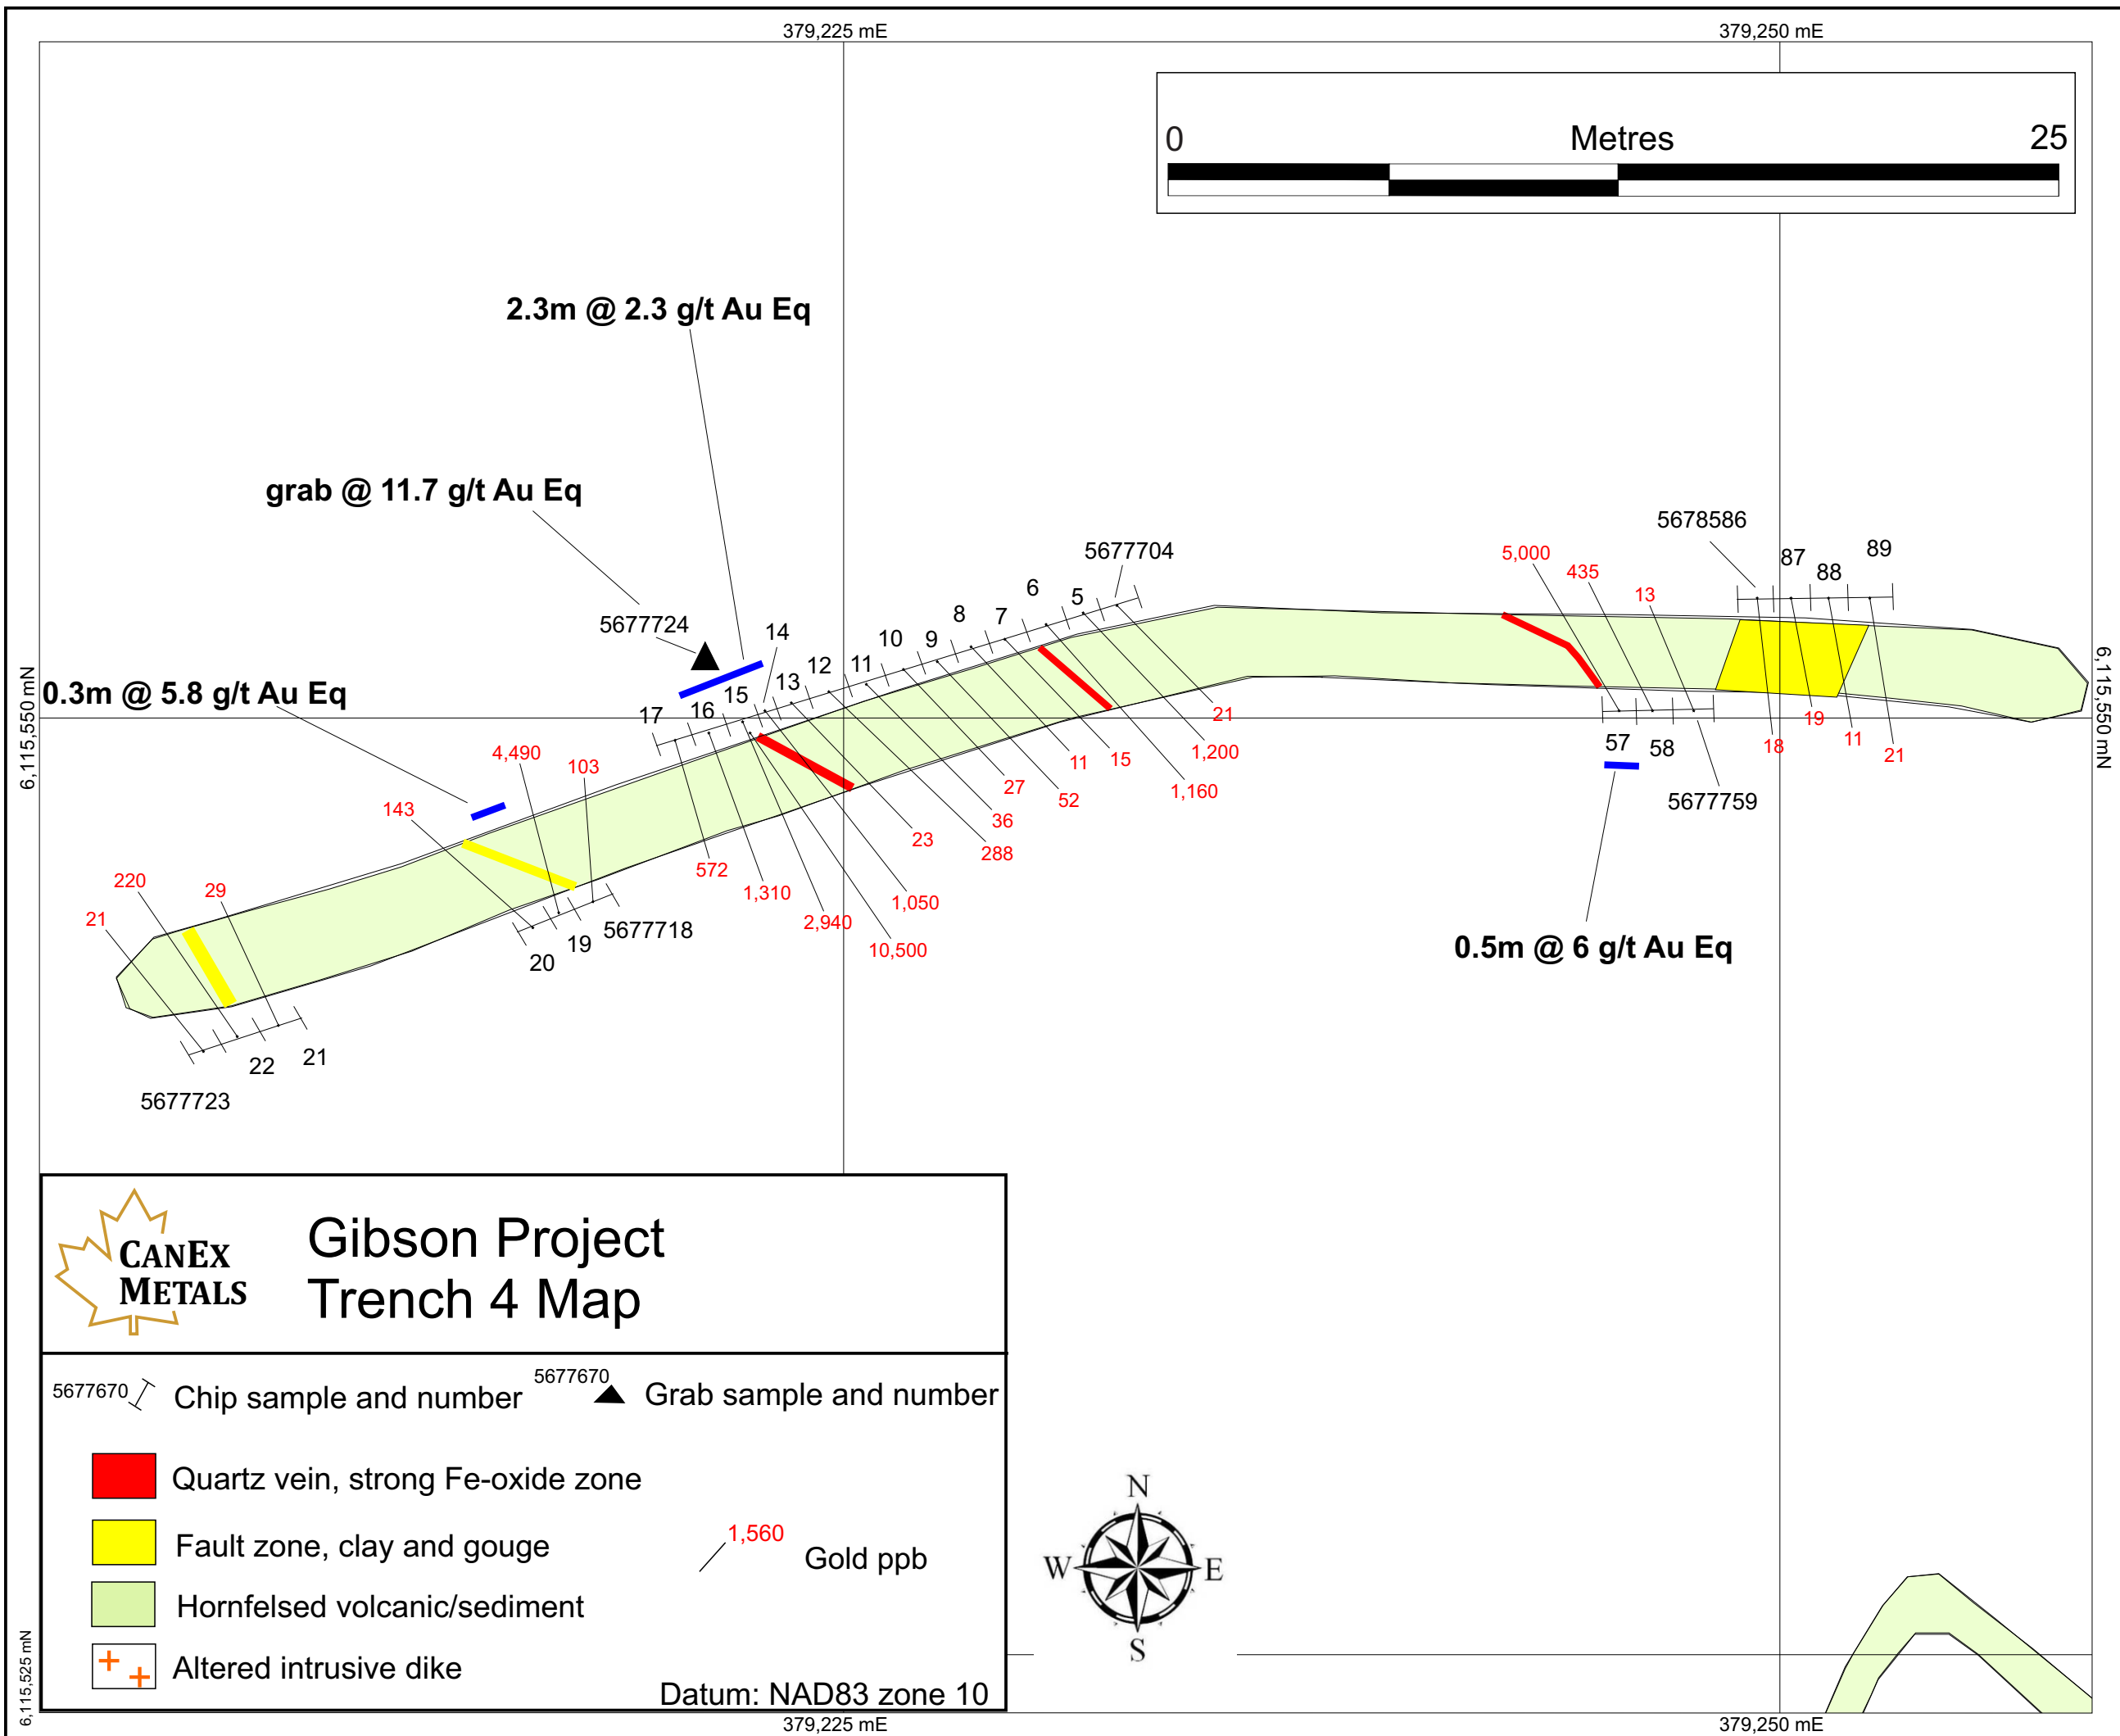 379,225 mE
379,250 mE
0
Metres
25
2.3m @ 2.3 g/t Au Eq
grab @ 11.7 g/t Au Eq
5677724
0.3m @ 5.8 g/t Au Eq
6,115,550 mN
6,115,550 mN
5678586
87
88
89
5677704
5
6
7
8
9
10
11
12
13
14
15
16
17
5,000
435
13
18
19
11
21
57
58
5677759
0.5m @ 6 g/t Au Eq
21
1,200
1,160
15
11
52
27
36
288
23
1,050
10,500
2,940
1,310
572
4,490
103
143
5677718
19
20
220
29
21
22
21
5677723
CANEX
METALS
Gibson Project
Trench 4 Map
5677670
Chip sample and number
5677670
Grab sample and number
Quartz vein, strong Fe-oxide zone
Fault zone, clay and gouge
1,560
Gold ppb
Hornfelsed volcanic/sediment
Altered intrusive dike
Datum: NAD83 zone 10
N
W
E
S
6,115,525 mN
379,225 mE
379,250 mE